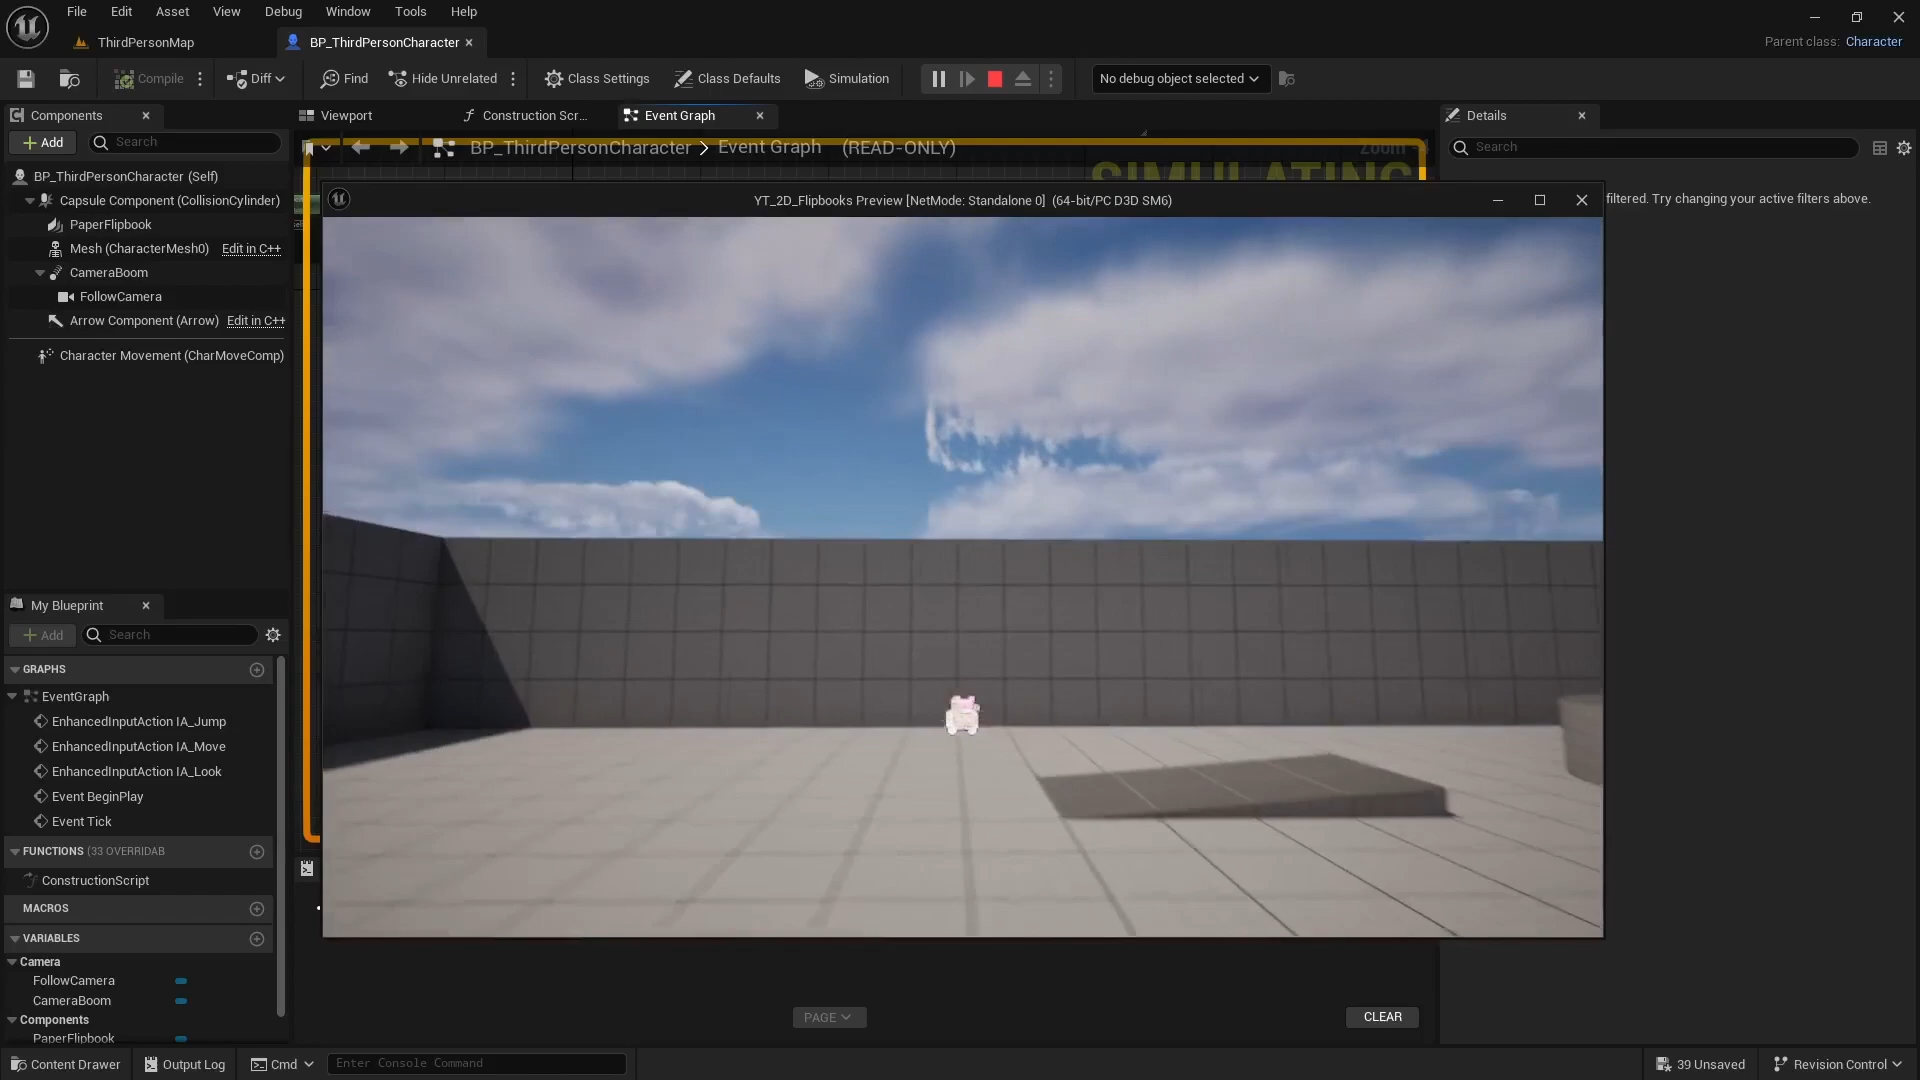 File Edit Asset View Debug Window Tools Help
ThirdPersonMap
BP_ThirdPersonCharacter
Parent class: Character
Compile
Diff
Find
Hide Unrelated
Class Settings
Class Defaults
Simulation
No debug object selected
Components
Add
Search
BP_ThirdPersonCharacter (Self)
Capsule Component (CollisionCylinder)
PaperFlipbook
Mesh (CharacterMesh0) Edit in C++
CameraBoom
FollowCamera
Arrow Component (Arrow) Edit in C++
Character Movement (CharMoveComp)
Viewport
Construction Scr...
Event Graph
BP_ThirdPersonCharacter > Event Graph (READ-ONLY)
Zoom
SIMULATING
YT_2D_Flipbooks Preview [NetMode: Standalone 0] (64-bit/PC D3D SM6)
Details
Search
filtered. Try changing your active filters above.
My Blueprint
Add
Search
GRAPHS
EventGraph
EnhancedInputAction IA_Jump
EnhancedInputAction IA_Move
EnhancedInputAction IA_Look
Event BeginPlay
Event Tick
FUNCTIONS (33 OVERRIDAB
ConstructionScript
MACROS
VARIABLES
Camera
FollowCamera
CameraBoom
Components
PaperFlipbook
PAGE
CLEAR
Content Drawer
Output Log
Cmd
Enter Console Command
39 Unsaved
Revision Control